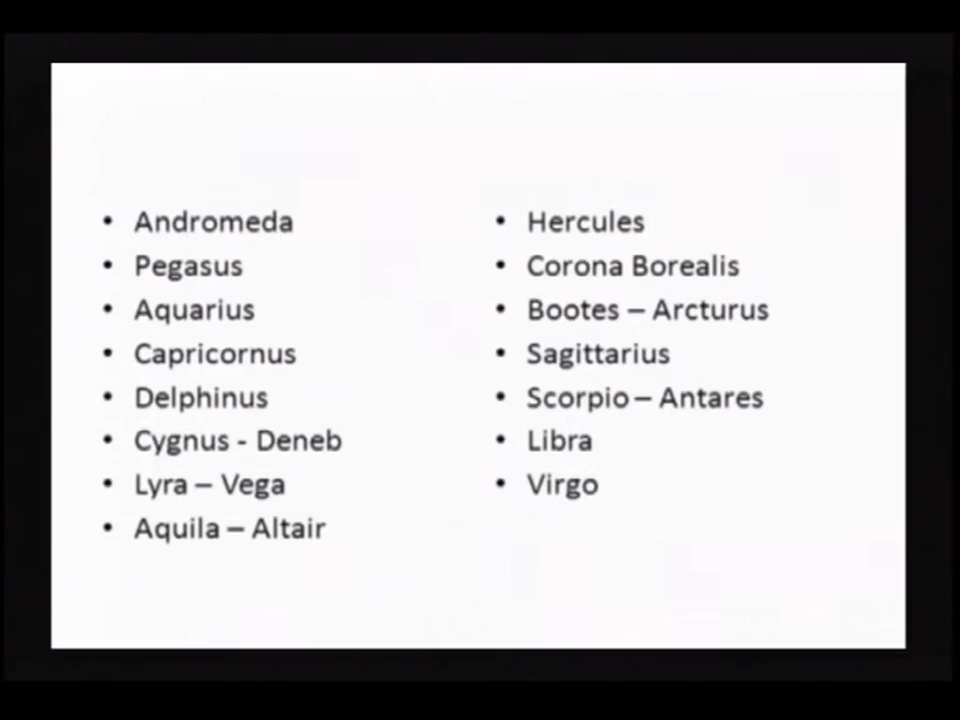 • Andromeda
• Pegasus
• Aquarius
• Capricornus
• Delphinus
• Cygnus - Deneb
• Lyra – Vega
• Aquila – Altair
• Hercules
• Corona Borealis
• Bootes – Arcturus
• Sagittarius
• Scorpio – Antares
• Libra
• Virgo